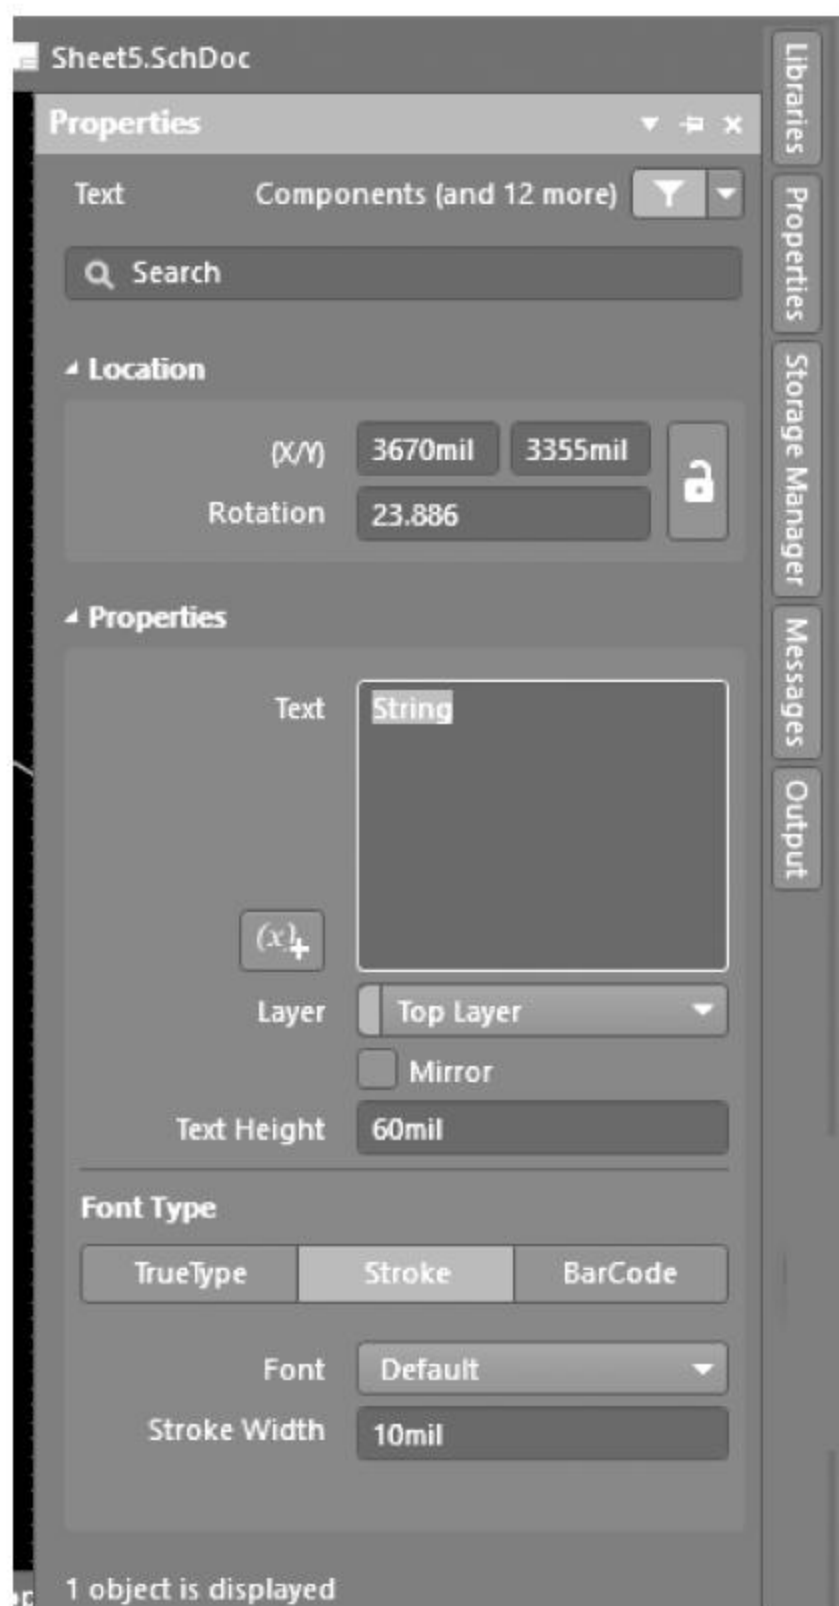 Sheet5.SchDoc
Properties
Text Components (and 12 more)
Search
Location
(X/Y) 3670mil 3355mil
Rotation 23.886
Properties
Text String
(x)
Layer Top Layer
Mirror
Text Height 60mil
Font Type
TrueType Stroke BarCode
Font Default
Stroke Width 10mil
1 object is displayed
Libraries
Properties
Storage Manager
Messages
Output